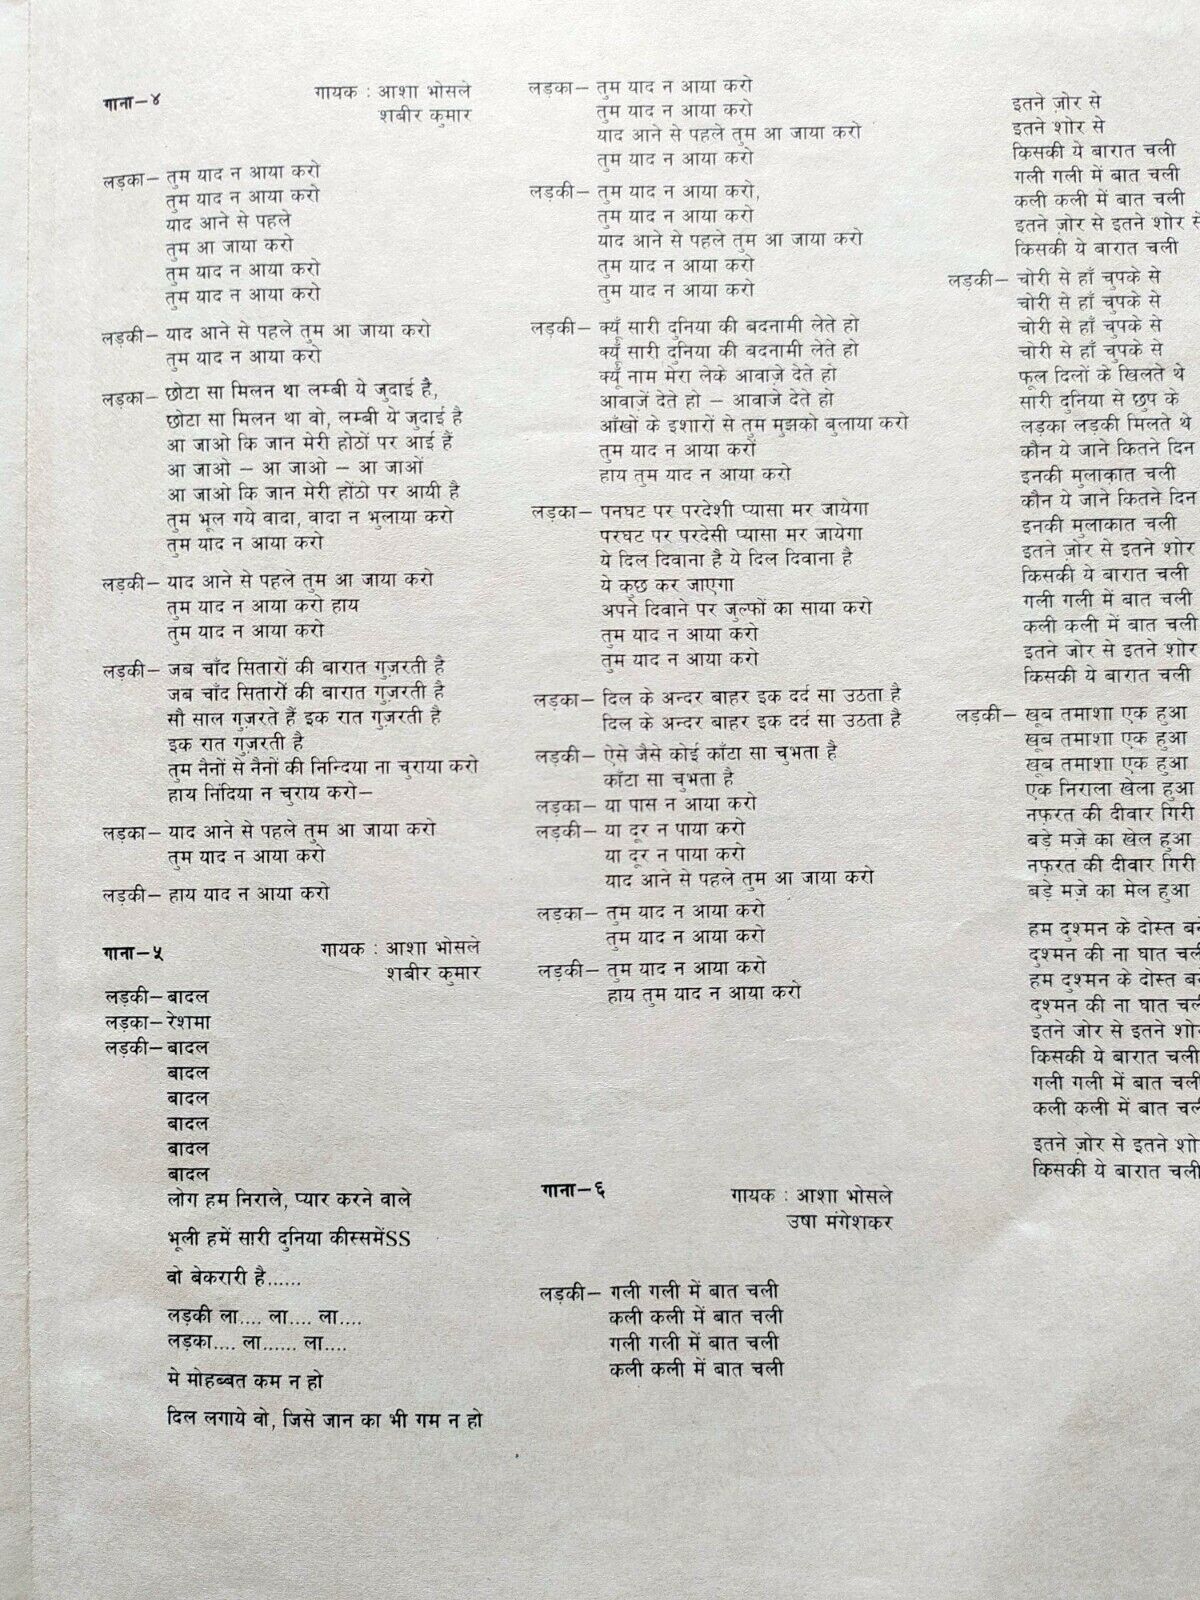 गाना–४
गायक : आशा भोसले
शबीर कुमार
लड़का– तुम याद न आया करो
तुम याद न आया करो
याद आने से पहले
तुम आ जाया करो
तुम याद न आया करो
तुम याद न आया करो
लड़की– याद आने से पहले तुम आ जाया करो
तुम याद न आया करो
लड़का– छोटा सा मिलन था लम्बी ये जुदाई है,
छोटा सा मिलन था वो, लम्बी ये जुदाई है
आ जाओ कि जान मेरी होठों पर आई है
आ जाओ – आ जाओ – आ जाओं
आ जाओ कि जान मेरी होंठो पर आयी है
तुम भूल गये वादा, वादा न भुलाया करो
तुम याद न आया करो
लड़की– याद आने से पहले तुम आ जाया करो
तुम याद न आया करो हाय
तुम याद न आया करो
लड़की– जब चाँद सितारों की बारात गुज़रती है
जब चाँद सितारों की बारात गुज़रती है
सौ साल गुज़रते हैं इक रात गुज़रती है
इक रात गुज़रती है
तुम नैनों से नैनों की निन्दिया ना चुराया करो
हाय निंदिया न चुराय करो–
लड़का– याद आने से पहले तुम आ जाया करो
तुम याद न आया करो
लड़की– हाय याद न आया करो
गाना–५
गायक : आशा भोसले
शबीर कुमार
लड़की– बादल
लड़का– रेशमा
लड़की– बादल
बादल
बादल
बादल
बादल
बादल
लोग हम निराले, प्यार करने वाले
भूली हमें सारी दुनिया कीस्समेंSS
वो बेकरारी है......
लड़की ला.... ला.... ला....
लड़का.... ला...... ला....
मे मोहब्बत कम न हो
दिल लगाये वो, जिसे जान का भी गम न हो
लड़का– तुम याद न आया करो
तुम याद न आया करो
याद आने से पहले तुम आ जाया करो
तुम याद न आया करो
लड़की– तुम याद न आया करो,
तुम याद न आया करो
याद आने से पहले तुम आ जाया करो
तुम याद न आया करो
तुम याद न आया करो
लड़की– क्यूँ सारी दुनिया की बदनामी लेते हो
क्यूँ सारी दुनिया की बदनामी लेते हो
क्यूँ नाम मेरा लेके आवाजे देते हो
आवाजें देते हो – आवाजे देते हो
आँखों के इशारों से तुम मुझको बुलाया करो
तुम याद न आया करों
हाय तुम याद न आया करो
लड़का– पनघट पर परदेशी प्यासा मर जायेगा
परघट पर परदेसी प्यासा मर जायेगा
ये दिल दिवाना है ये दिल दिवाना है
ये कुछ कर जाएगा
अपने दिवाने पर जुल्फों का साया करो
तुम याद न आया करो
तुम याद न आया करो
लड़का– दिल के अन्दर बाहर इक दर्द सा उठता है
दिल के अन्दर बाहर इक दर्द सा उठता है
लड़की– ऐसे जैसे कोई काँटा सा चुभता है
काँटा सा चुभता है
लड़का– या पास न आया करो
लड़की– या दूर न पाया करो
या दूर न पाया करो
याद आने से पहले तुम आ जाया करो
लड़का– तुम याद न आया करो
तुम याद न आया करो
लड़की– तुम याद न आया करो
हाय तुम याद न आया करो
गाना–६
गायक : आशा भोसले
उषा मंगेशकर
लड़की– गली गली में बात चली
कली कली में बात चली
गली गली में बात चली
कली कली में बात चली
इतने ज़ोर से
इतने शोर से
किसकी ये बारात चली
गली गली में बात चली
कली कली में बात चली
इतने ज़ोर से इतने शोर से
किसकी ये बारात चली
लड़की– चोरी से हाँ चुपके से
चोरी से हाँ चुपके से
चोरी से हाँ चुपके से
चोरी से हाँ चुपके से
फूल दिलों के खिलते थे
सारी दुनिया से छुप के
लड़का लड़की मिलते थे
कौन ये जाने कितने दिन
इनकी मुलाक़ात चली
कौन ये जाने कितने दिन
इनकी मुलाकात चली
इतने ज़ोर से इतने शोर
किसकी ये बारात चली
गली गली में बात चली
कली कली में बात चली
इतने ज़ोर से इतने शोर
किसकी ये बारात चली
लड़की– खूब तमाशा एक हुआ
खूब तमाशा एक हुआ
खूब तमाशा एक हुआ
एक निराला खेला हुआ
नफ़रत की दीवार गिरी
बड़े मज़े का खेल हुआ
नफ़रत की दीवार गिरी
बड़े मज़े का मेल हुआ
हम दुश्मन के दोस्त
दुश्मन की ना घात
हम दुश्मन के दोस्त
दुश्मन की ना घात
इतने जोर से इतने
किसकी ये बारात चली
गली गली में बात
कली कली में बात
इतने ज़ोर से इतने
किसकी ये बारात चली